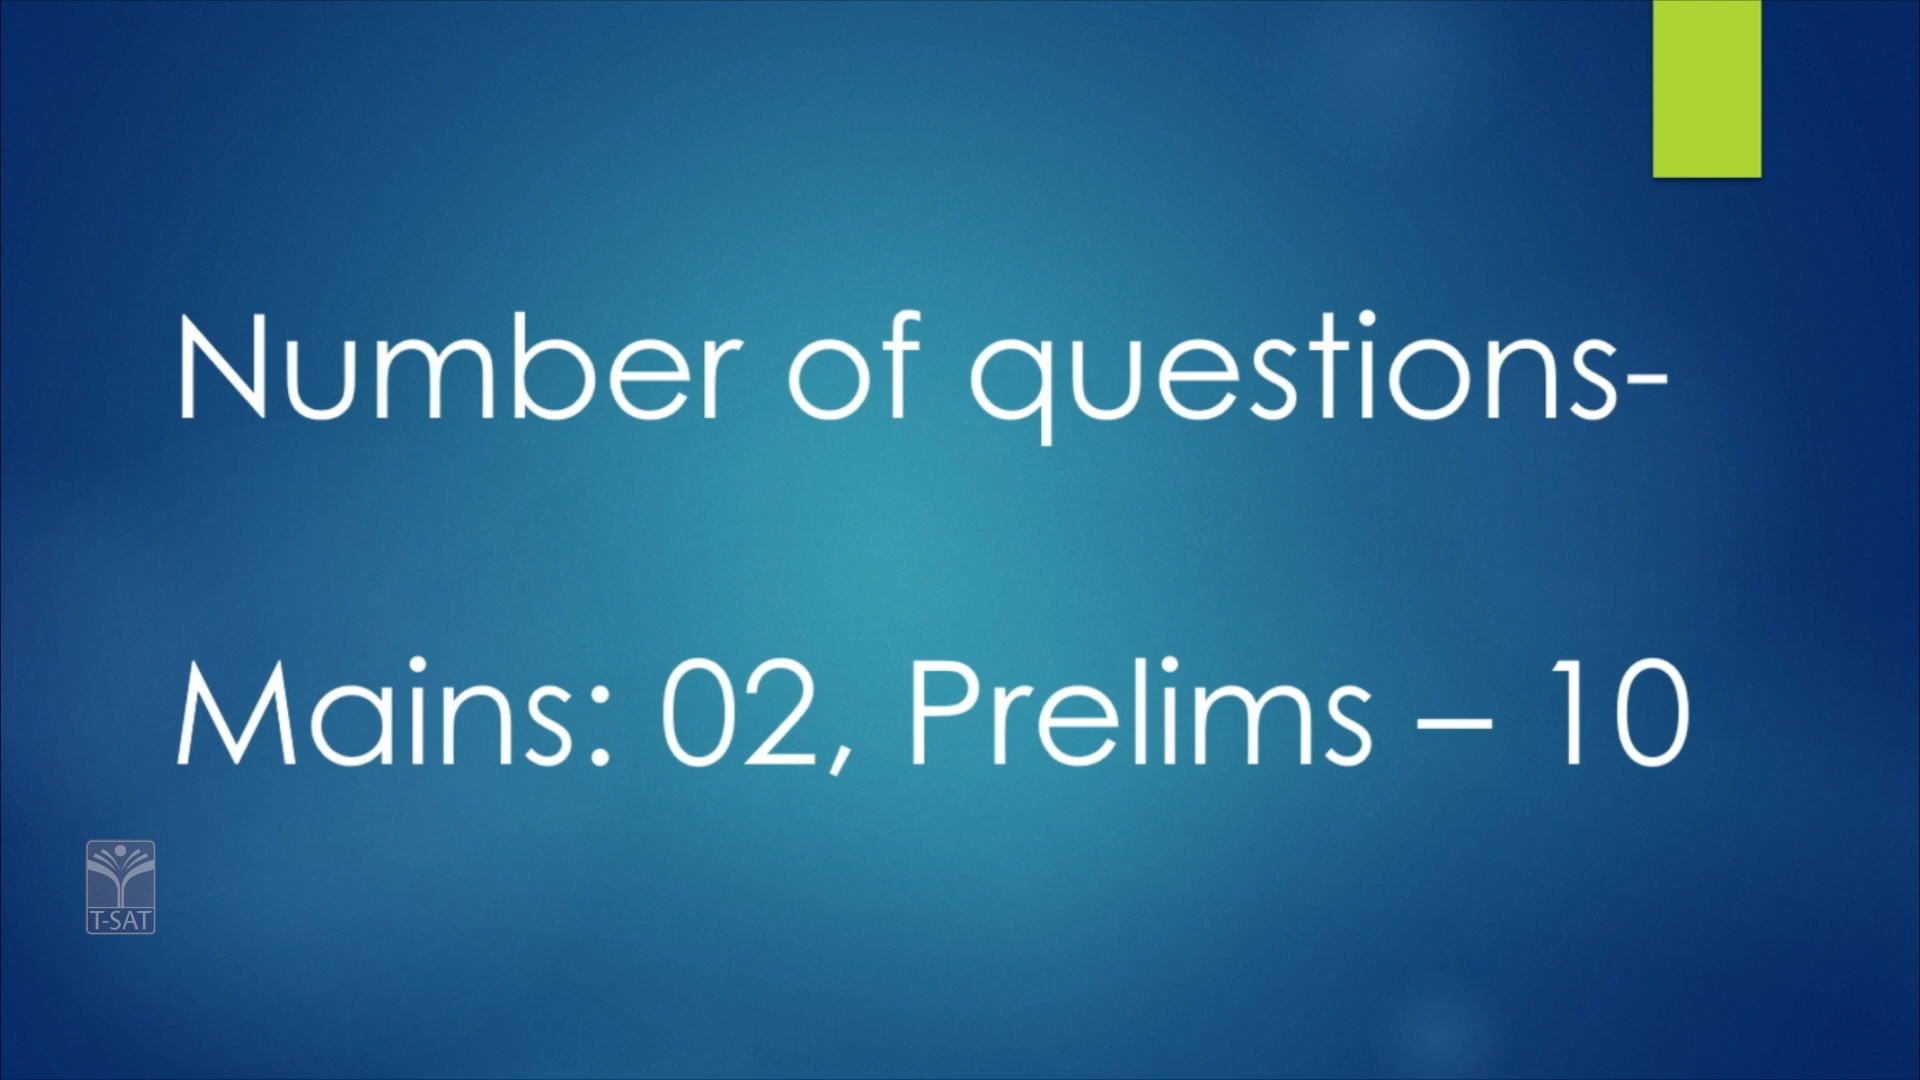 Number of questions-
Mains: 02, Prelims – 10
T-SAT